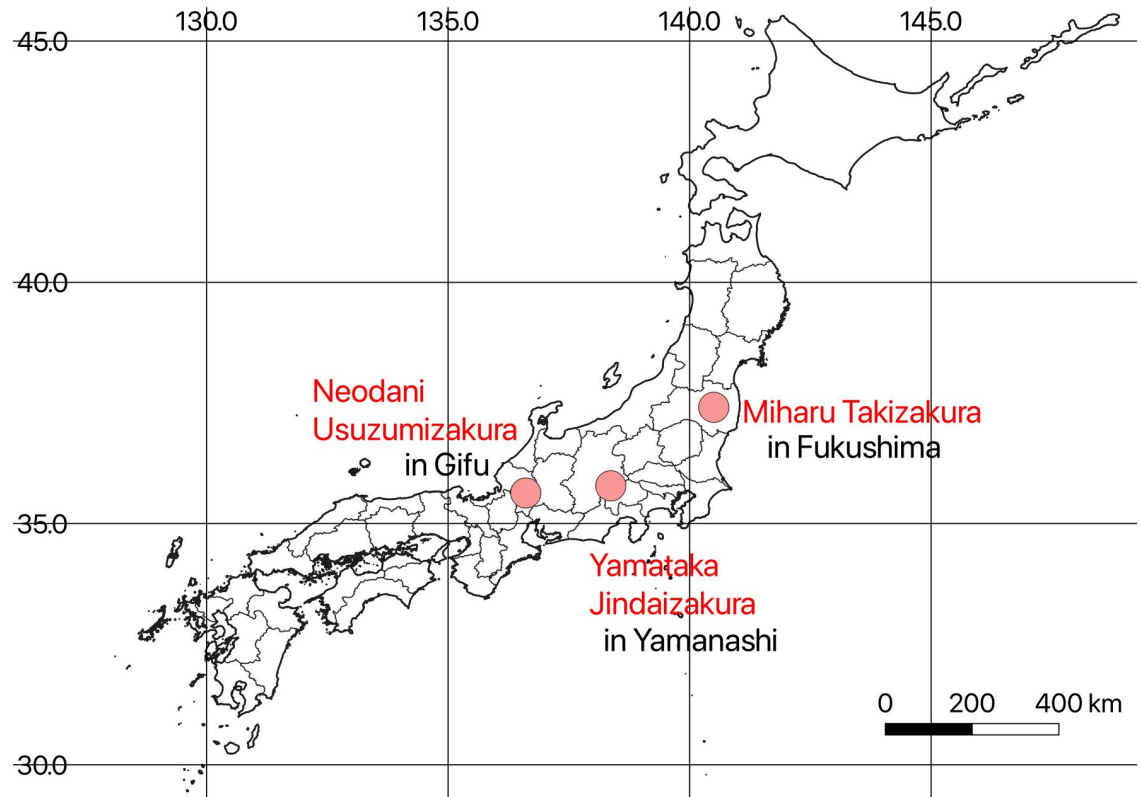 130.0 135.0 140.0 145.0
45.0
40.0
Neodani
Usuzumizakura
in Gifu
Miharu Takizakura
in Fukushima
35.0
Yamataka
Jindaizakura
in Yamanashi
0 200 400 km
30.0